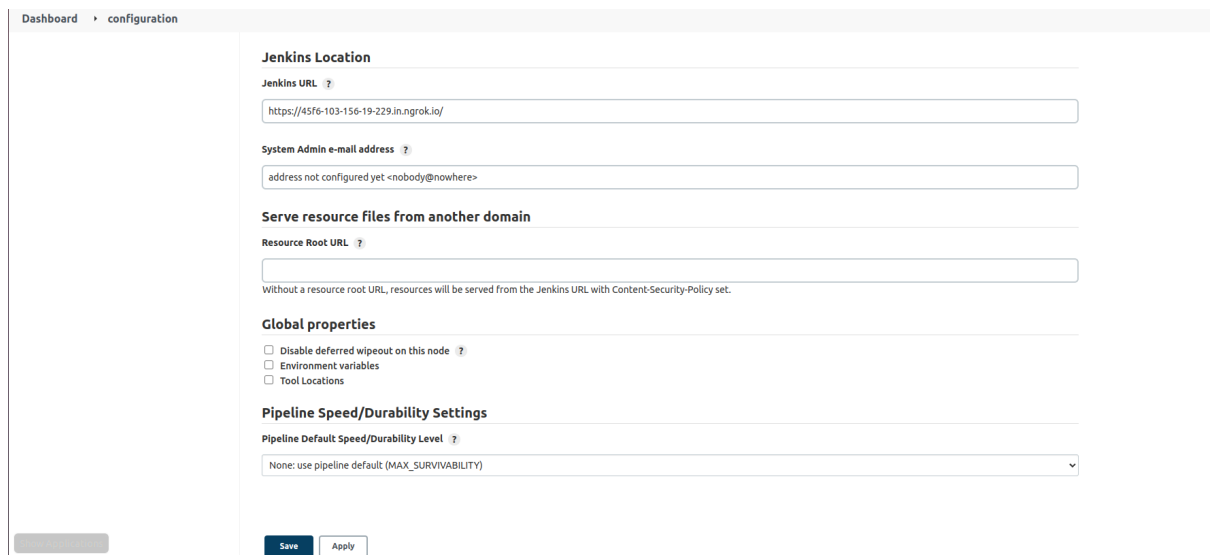 Dashboard ▸ configuration
Jenkins Location
Jenkins URL ?
https://45f6-103-156-19-229.in.ngrok.io/
System Admin e-mail address ?
address not configured yet <nobody@nowhere>
Serve resource files from another domain
Resource Root URL ?
Without a resource root URL, resources will be served from the Jenkins URL with Content-Security-Policy set.
Global properties
Disable deferred wipeout on this node ?
Environment variables
Tool Locations
Pipeline Speed/Durability Settings
Pipeline Default Speed/Durability Level ?
None: use pipeline default (MAX_SURVIVABILITY)
Save Apply